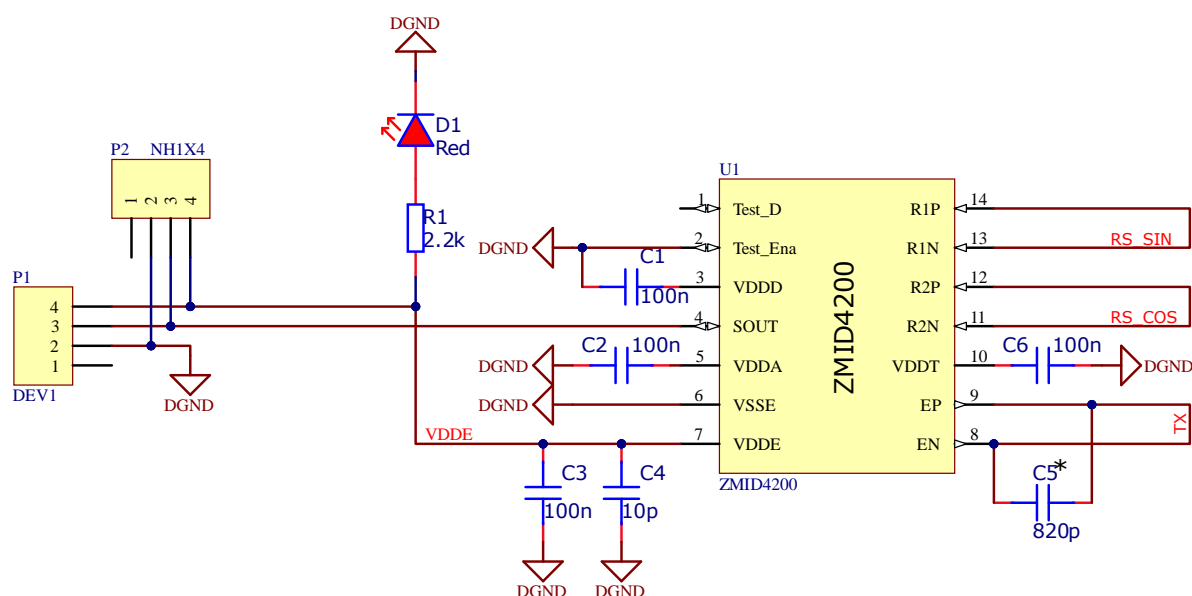 DGND
D1
Red
P2 NH1X4
1 2 3 4
R1
2.2k
P1
4
3
2
1
DEV1
DGND
U1
1 Test_D R1P 14
DGND 2 Test_Ena R1N 13 RS_SIN
C1
100n
3 VDDD R2P 12
4 SOUT R2N 11 RS_COS
C2 100n
DGND 5 VDDA VDDT 10 C6 100n DGND
DGND 6 VSSE EP 9
VDDE 7 VDDE EN 8 TX
ZMID4200
ZMID4200
C3
100n
DGND
C4
10p
DGND
C5*
820p